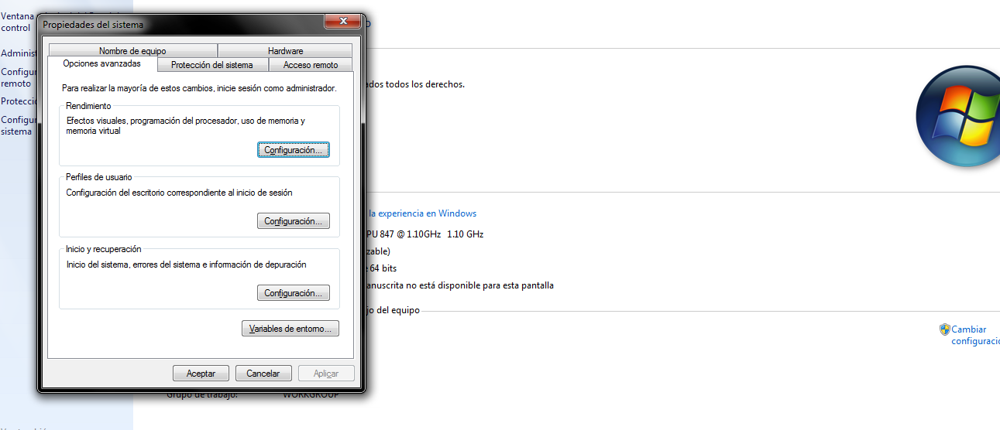 Ventana
control
Configur
remoto
sistema
Propiedades del sistema
Nombre de equipo
Hardware
Opciones avanzadas
Protección del sistema
Acceso remoto
Para realizar la mayoría de estos cambios, inicie sesión como administrador.
Rendimiento
Efectos visuales, programación del procesador, uso de memoria y
memoria virtual
Configuración...
Perfiles de usuario
Configuración del escritorio correspondiente al inicio de sesión
Configuración...
Inicio y recuperación
Inicio del sistema, errores del sistema e información de depuración
Configuración...
Variables de entorno...
Aceptar
Cancelar
Aplicar
ados todos los derechos.
la experiencia en Windows
PU 847 @ 1.10GHz 1.10 GHz
zable)
64 bits
anuscrita no está disponible para esta pantalla
jo del equipo
Cambiar
configuració
Grupo de trabajo: WORKGROUP